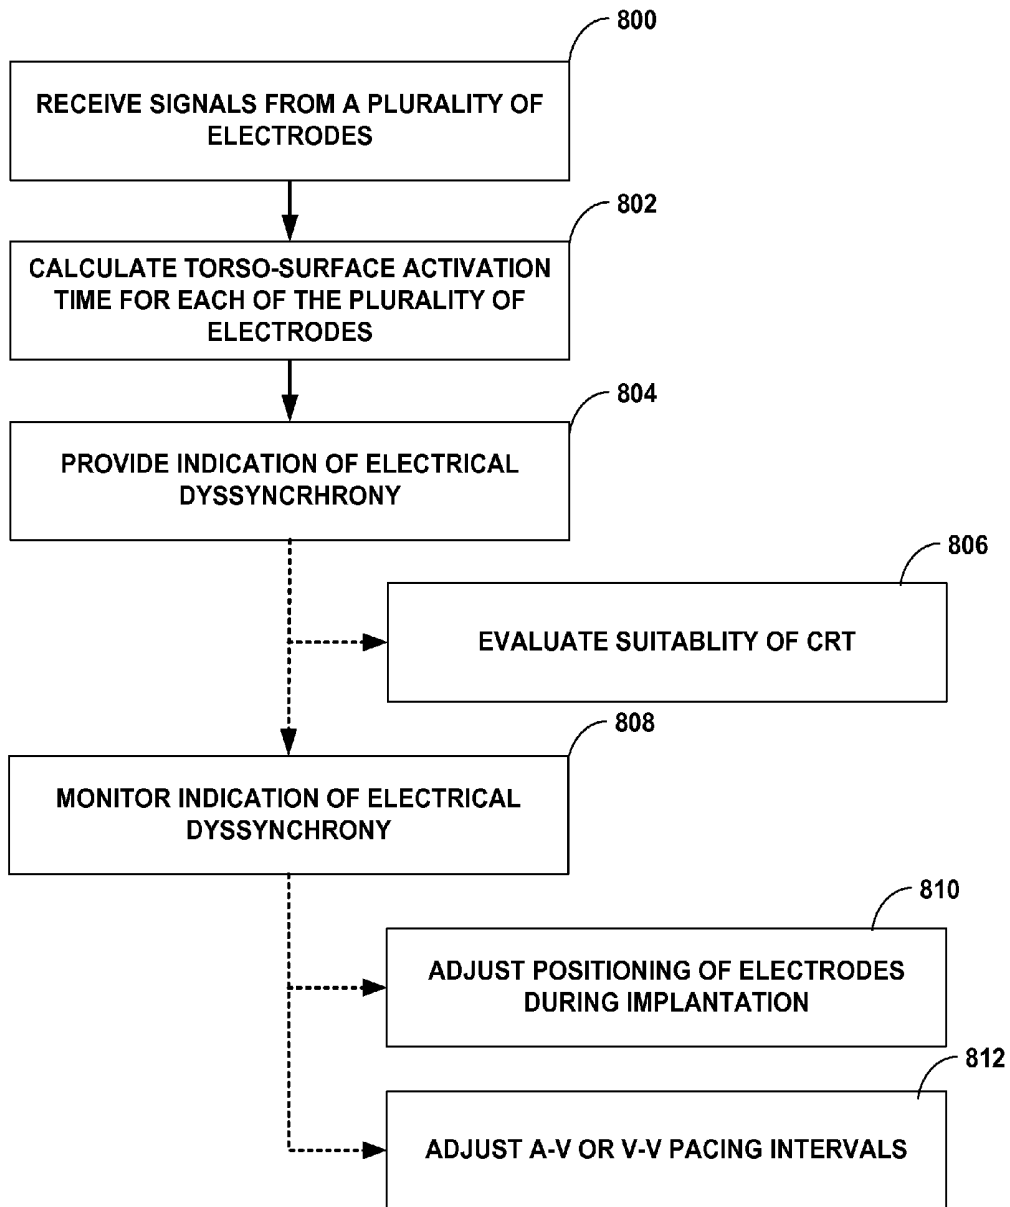 800
RECEIVE SIGNALS FROM A PLURALITY OF
ELECTRODES
802
CALCULATE TORSO-SURFACE ACTIVATION
TIME FOR EACH OF THE PLURALITY OF
ELECTRODES
804
PROVIDE INDICATION OF ELECTRICAL
DYSSYNCRHRONY
806
EVALUATE SUITABLITY OF CRT
808
MONITOR INDICATION OF ELECTRICAL
DYSSYNCHRONY
810
ADJUST POSITIONING OF ELECTRODES
DURING IMPLANTATION
812
ADJUST A-V OR V-V PACING INTERVALS